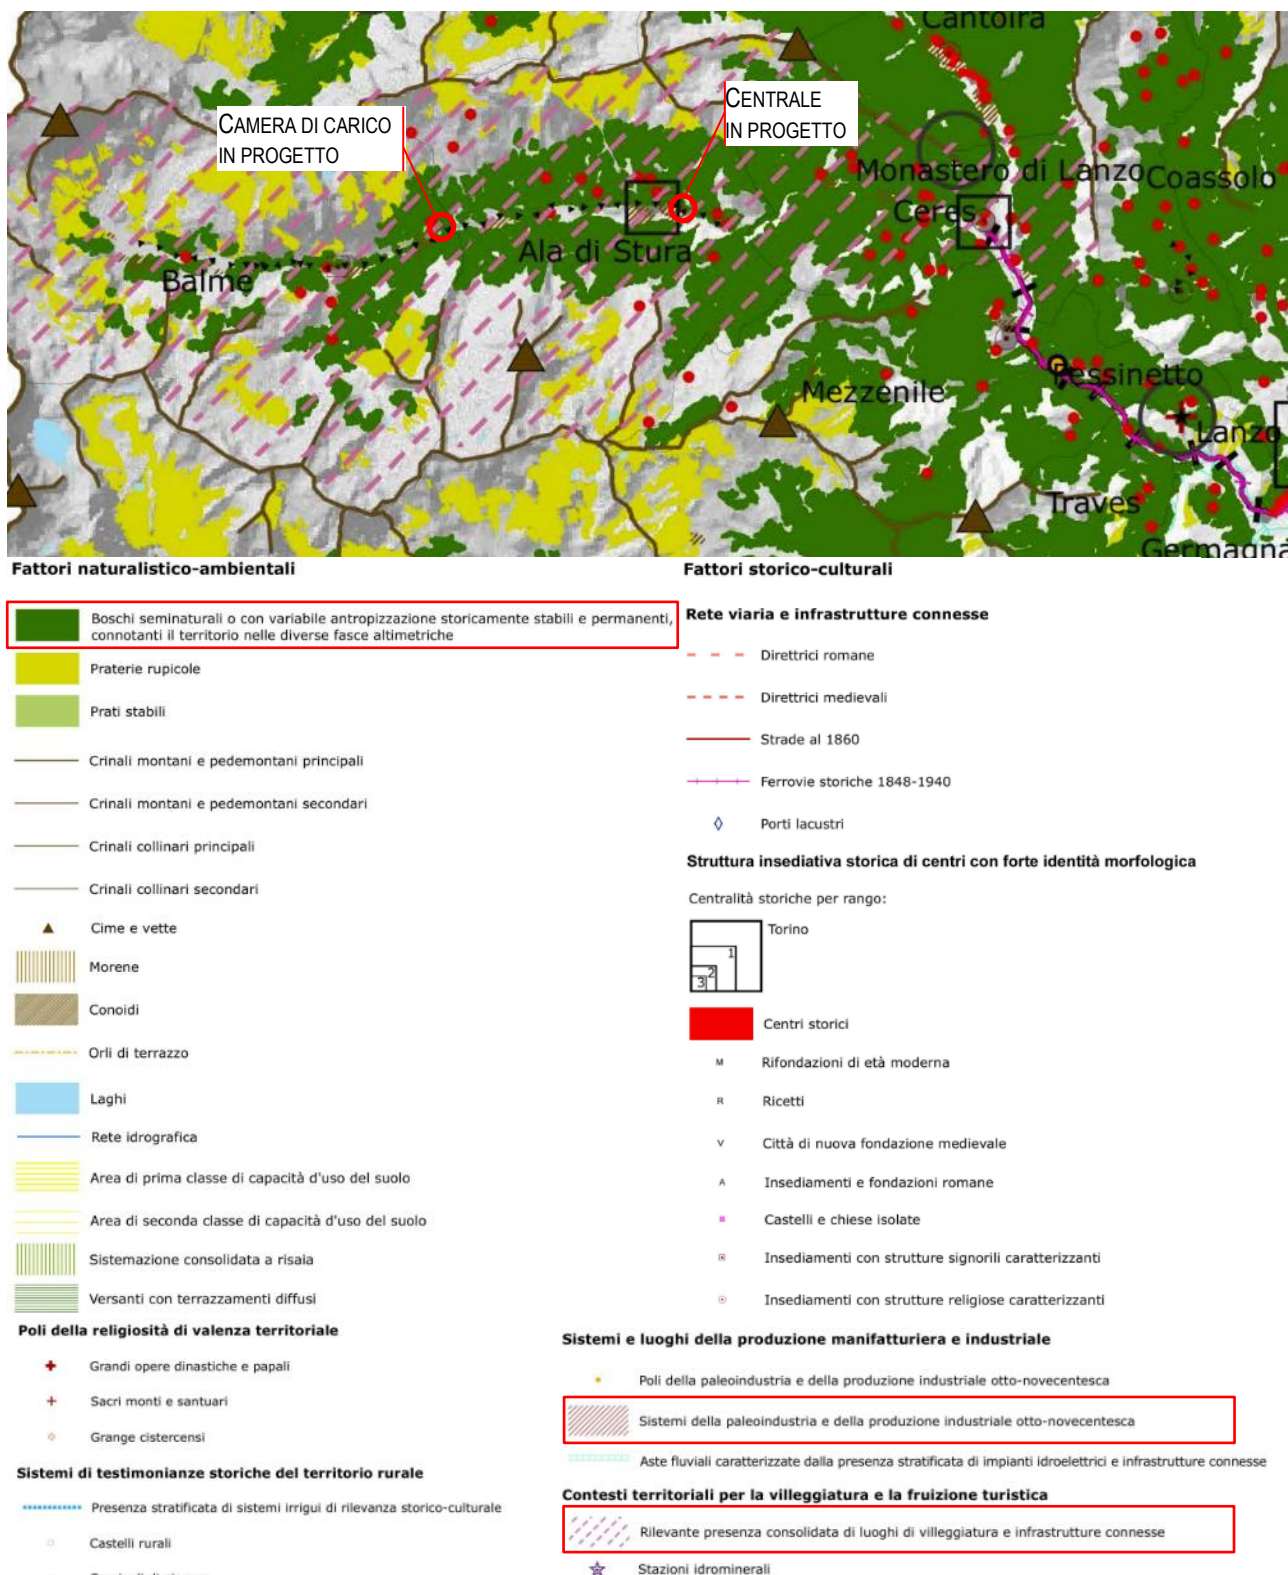 Cantoira
CAMERA DI CARICO
IN PROGETTO
CENTRALE
IN PROGETTO
Monastero di Lanzo
Coassolo
Ceres
Ala di Stura
Balme
Pessinetto
Mezzenile
Lanzo
Traves
Germagna
Fattori naturalistico-ambientali
Boschi seminaturali o con variabile antropizzazione storicamente stabili e permanenti,
connotanti il territorio nelle diverse fasce altimetriche
Praterie rupicole
Prati stabili
Crinali montani e pedemontani principali
Crinali montani e pedemontani secondari
Crinali collinari principali
Crinali collinari secondari
Cime e vette
Morene
Conoidi
Orli di terrazzo
Laghi
Rete idrografica
Area di prima classe di capacità d'uso del suolo
Area di seconda classe di capacità d'uso del suolo
Sistemazione consolidata a risaia
Versanti con terrazzamenti diffusi
Poli della religiosità di valenza territoriale
Grandi opere dinastiche e papali
Sacri monti e santuari
Grange cistercensi
Sistemi di testimonianze storiche del territorio rurale
Presenza stratificata di sistemi irrigui di rilevanza storico-culturale
Castelli rurali
Fattori storico-culturali
Rete viaria e infrastrutture connesse
Direttrici romane
Direttrici medievali
Strade al 1860
Ferrovie storiche 1848-1940
Porti lacustri
Struttura insediativa storica di centri con forte identità morfologica
Centralità storiche per rango:
Torino
1
2
3
Centri storici
M Rifondazioni di età moderna
R Ricetti
V Città di nuova fondazione medievale
A Insediamenti e fondazioni romane
Castelli e chiese isolate
Insediamenti con strutture signorili caratterizzanti
Insediamenti con strutture religiose caratterizzanti
Sistemi e luoghi della produzione manifatturiera e industriale
Poli della paleoindustria e della produzione industriale otto-novecentesca
Sistemi della paleoindustria e della produzione industriale otto-novecentesca
Aste fluviali caratterizzate dalla presenza stratificata di impianti idroelettrici e infrastrutture connesse
Contesti territoriali per la villeggiatura e la fruizione turistica
Rilevante presenza consolidata di luoghi di villeggiatura e infrastrutture connesse
Stazioni idrominerali